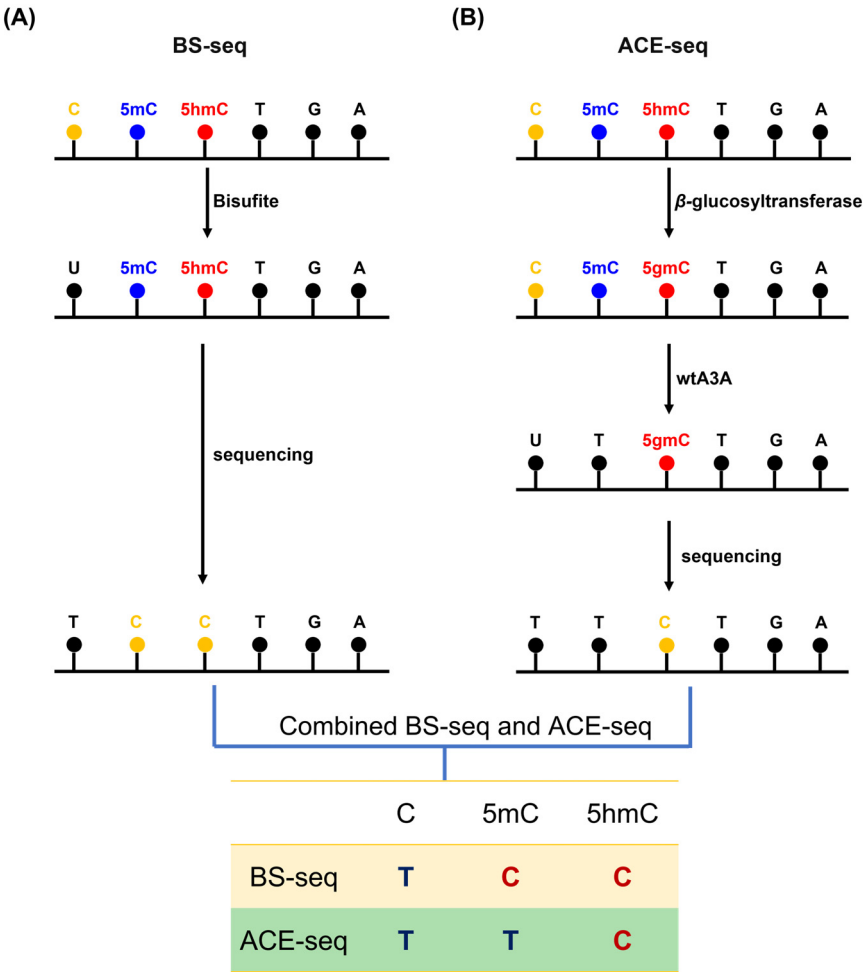 (A)
BS-seq
C 5mC 5hmC T G A
Bisufite
U 5mC 5hmC T G A
sequencing
T C C T G A
(B)
ACE-seq
C 5mC 5hmC T G A
β-glucosyltransferase
C 5mC 5gmC T G A
wtA3A
U T 5gmC T G A
sequencing
T T C T G A
Combined BS-seq and ACE-seq
C 5mC 5hmC
BS-seq T C C
ACE-seq T T C